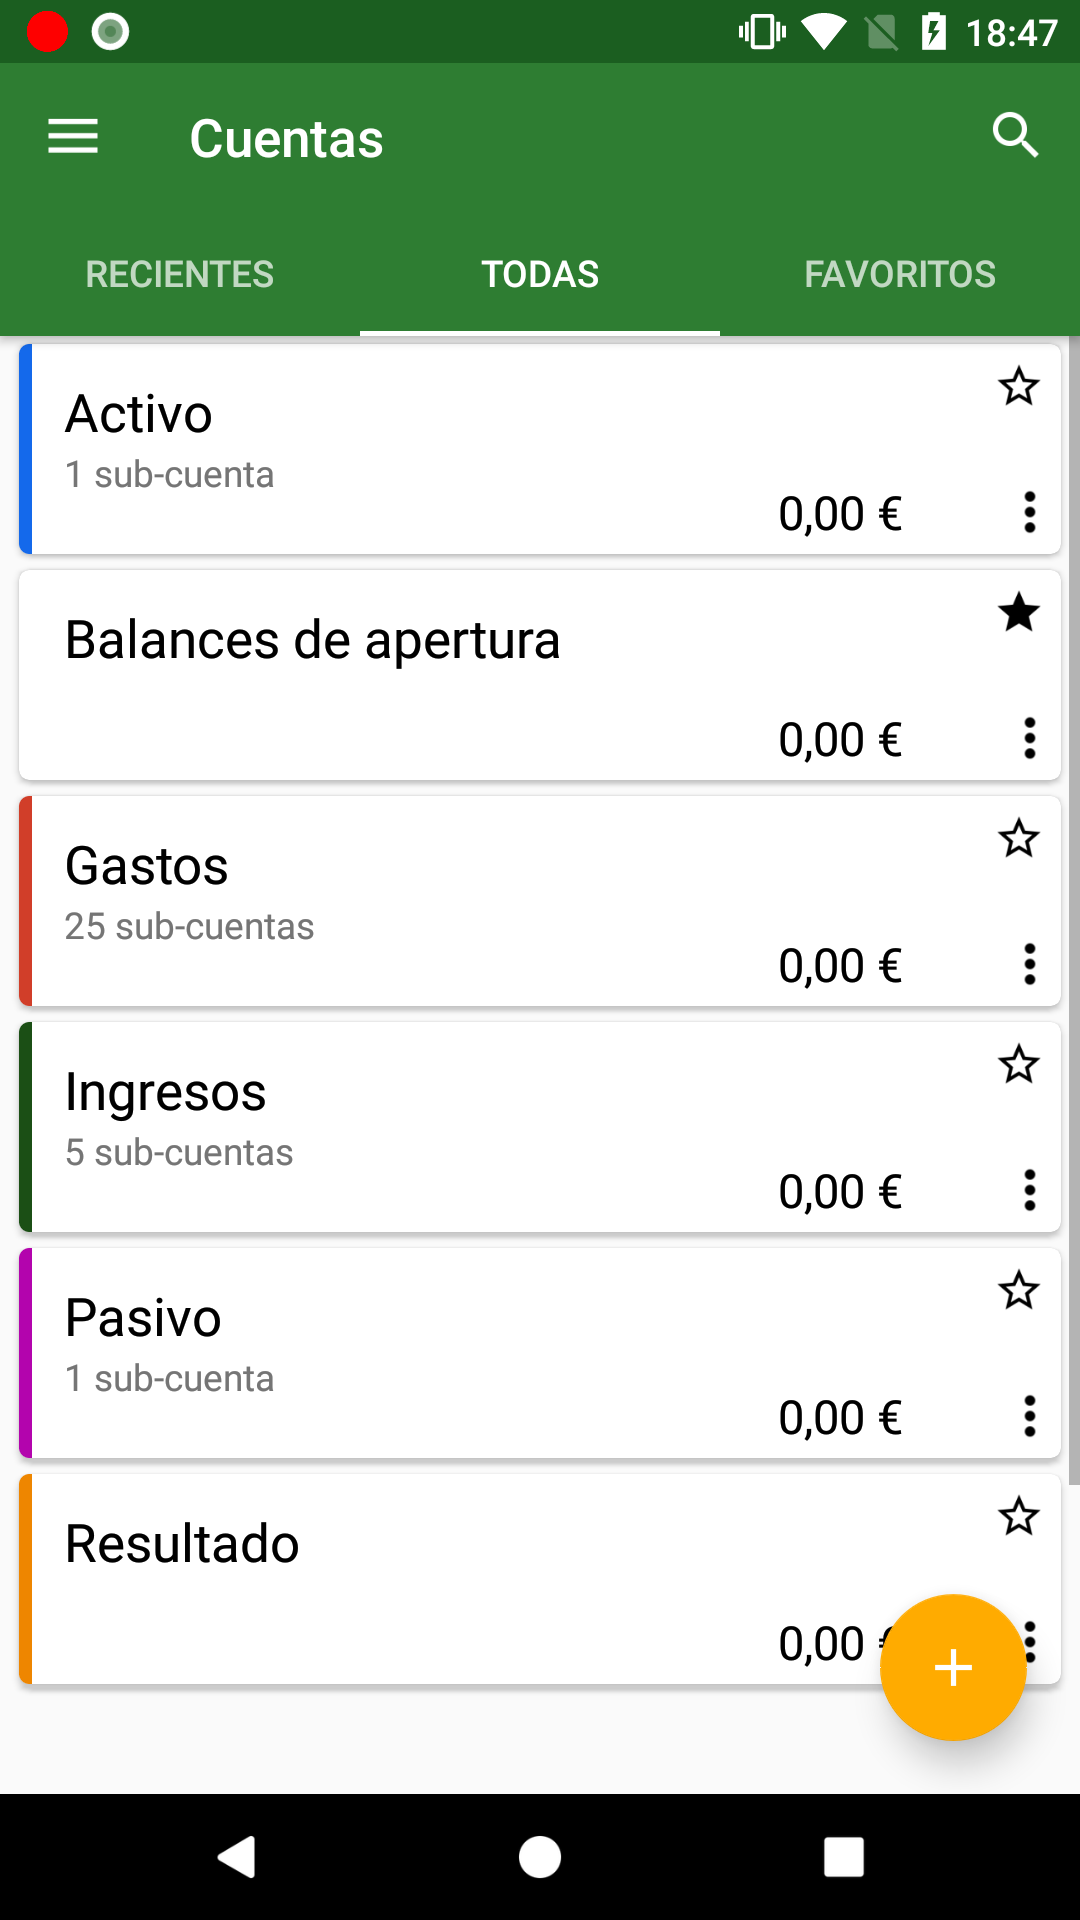 18:47
Cuentas
RECIENTES
TODAS
FAVORITOS
Activo
1 sub-cuenta
0,00 €
Balances de apertura
0,00 €
Gastos
25 sub-cuentas
0,00 €
Ingresos
5 sub-cuentas
0,00 €
Pasivo
1 sub-cuenta
0,00 €
Resultado
0,00 €